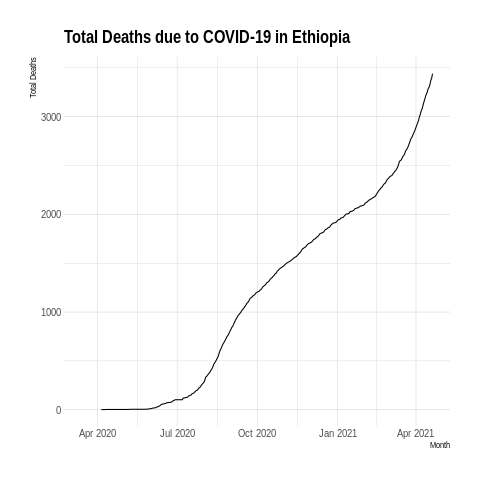 Total Deaths due to COVID-19 in Ethiopia
Total Deaths
3000
2000
1000
0
Apr 2020 Jul 2020 Oct 2020 Jan 2021 Apr 2021
Month